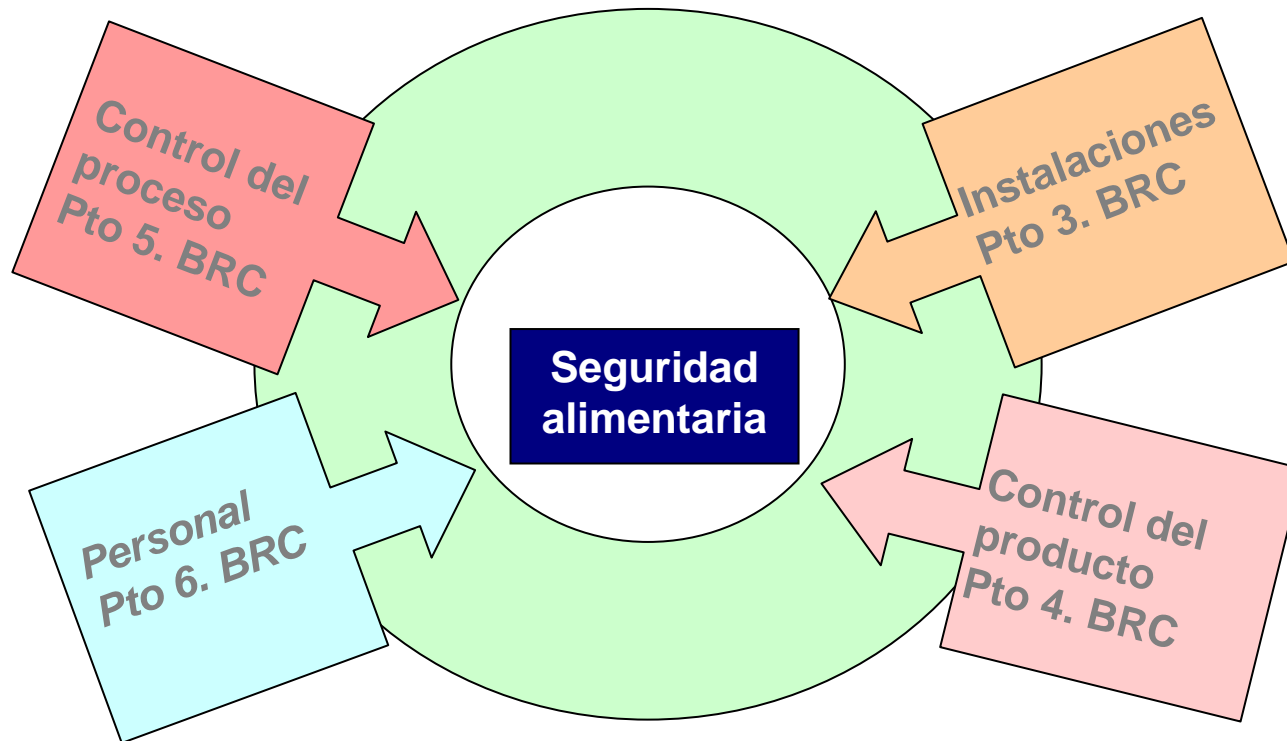 Control del
proceso
Pto 5. BRC
Instalaciones
Pto 3. BRC
Seguridad
alimentaria
Personal
Pto 6. BRC
Control del
producto
Pto 4. BRC